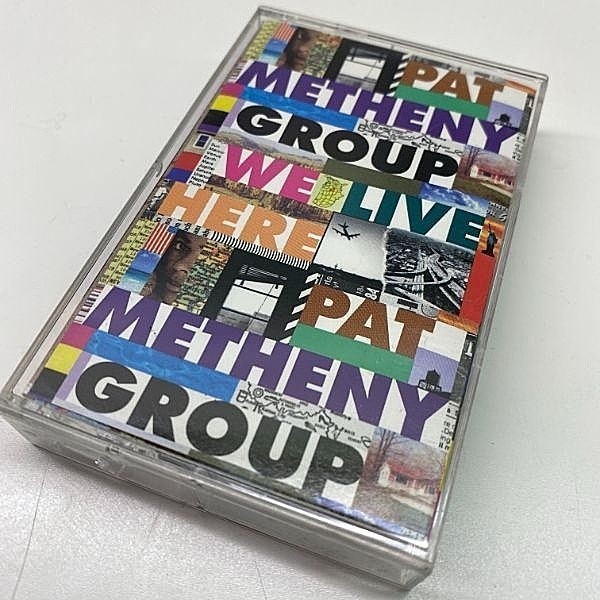 PAT
METHENY
GROUP
WE LIVE
HERE
PAT
METHENY
GROUP